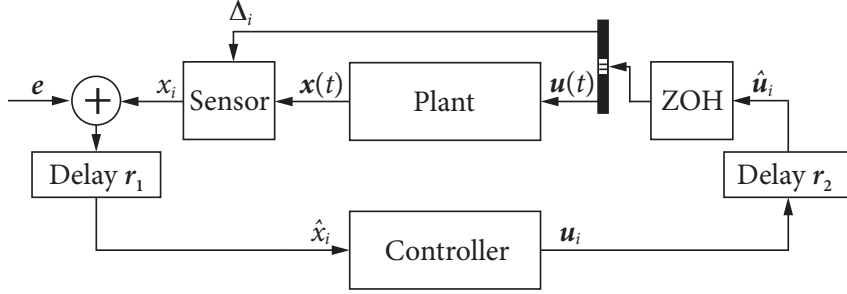 Δᵢ
e
+
xᵢ
Sensor
x(t)
Plant
u(t)
ZOH
ûᵢ
Delay r₁
Delay r₂
x̂ᵢ
Controller
uᵢ